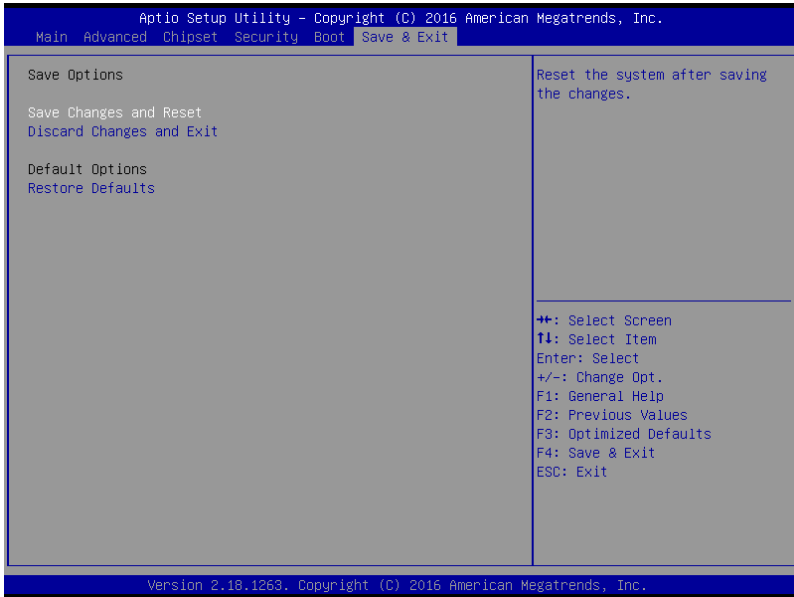 Aptio Setup Utility – Copyright (C) 2016 American Megatrends, Inc.
Main Advanced Chipset Security Boot Save & Exit
Save Options
Save Changes and Reset
Discard Changes and Exit
Default Options
Restore Defaults
Reset the system after saving
the changes.
→←: Select Screen
↑↓: Select Item
Enter: Select
+/-: Change Opt.
F1: General Help
F2: Previous Values
F3: Optimized Defaults
F4: Save & Exit
ESC: Exit
Version 2.18.1263. Copyright (C) 2016 American Megatrends, Inc.